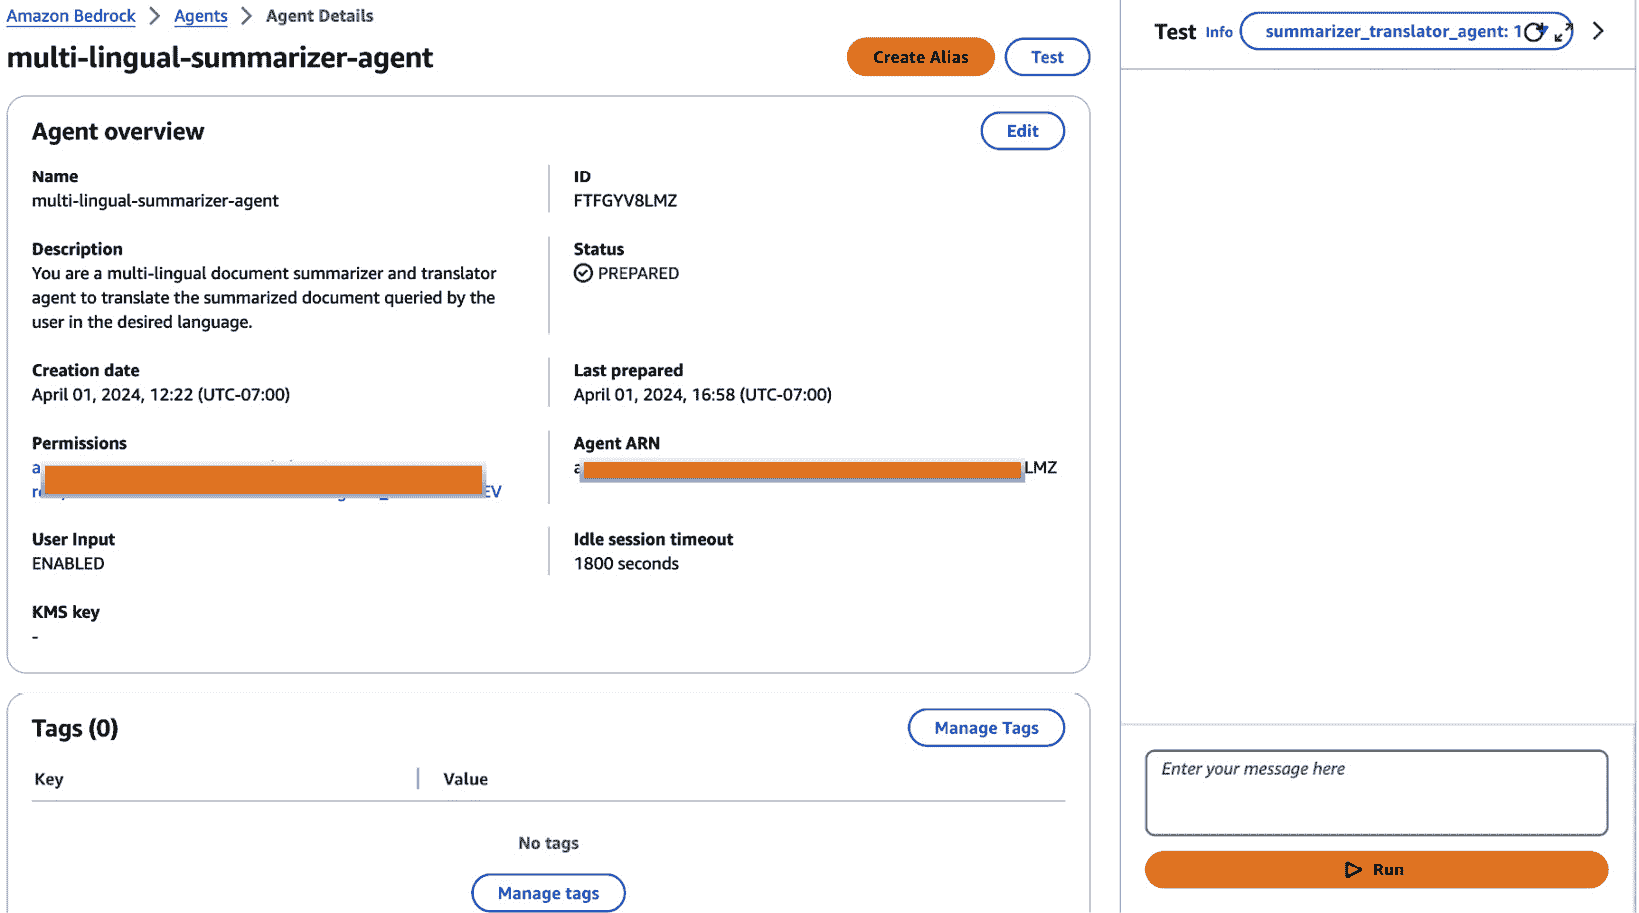 Amazon Bedrock > Agents > Agent Details
multi-lingual-summarizer-agent
Create Alias
Test
Agent overview
Edit
Name
multi-lingual-summarizer-agent
ID
FTFGYV8LMZ
Description
You are a multi-lingual document summarizer and translator
agent to translate the summarized document queried by the
user in the desired language.
Status
PREPARED
Creation date
April 01, 2024, 12:22 (UTC-07:00)
Last prepared
April 01, 2024, 16:58 (UTC-07:00)
Permissions
EV
Agent ARN
LMZ
User Input
ENABLED
Idle session timeout
1800 seconds
KMS key
-
Tags (0)
Manage Tags
Key
Value
No tags
Manage tags
Test Info
summarizer_translator_agent: 1
Enter your message here
Run